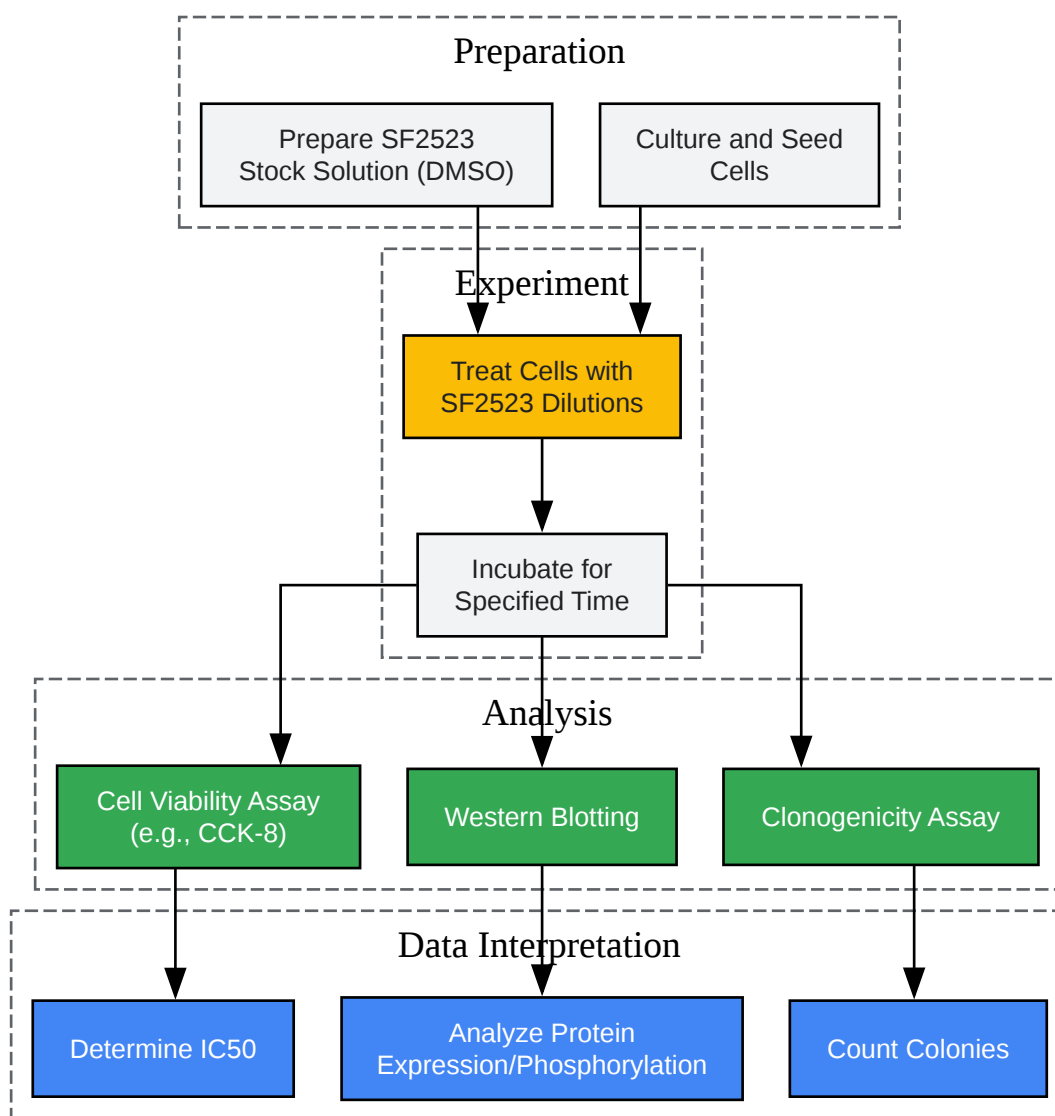 Preparation
Prepare SF2523
Stock Solution (DMSO)
Culture and Seed
Cells
Experiment
Treat Cells with
SF2523 Dilutions
Incubate for
Specified Time
Analysis
Cell Viability Assay
(e.g., CCK-8)
Western Blotting
Clonogenicity Assay
Data Interpretation
Determine IC50
Analyze Protein
Expression/Phosphorylation
Count Colonies